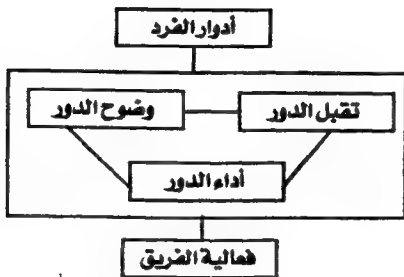 أدوار الفرد
تقبل الدور
وضوح الدور
أداء الدور
فعالية الفريق